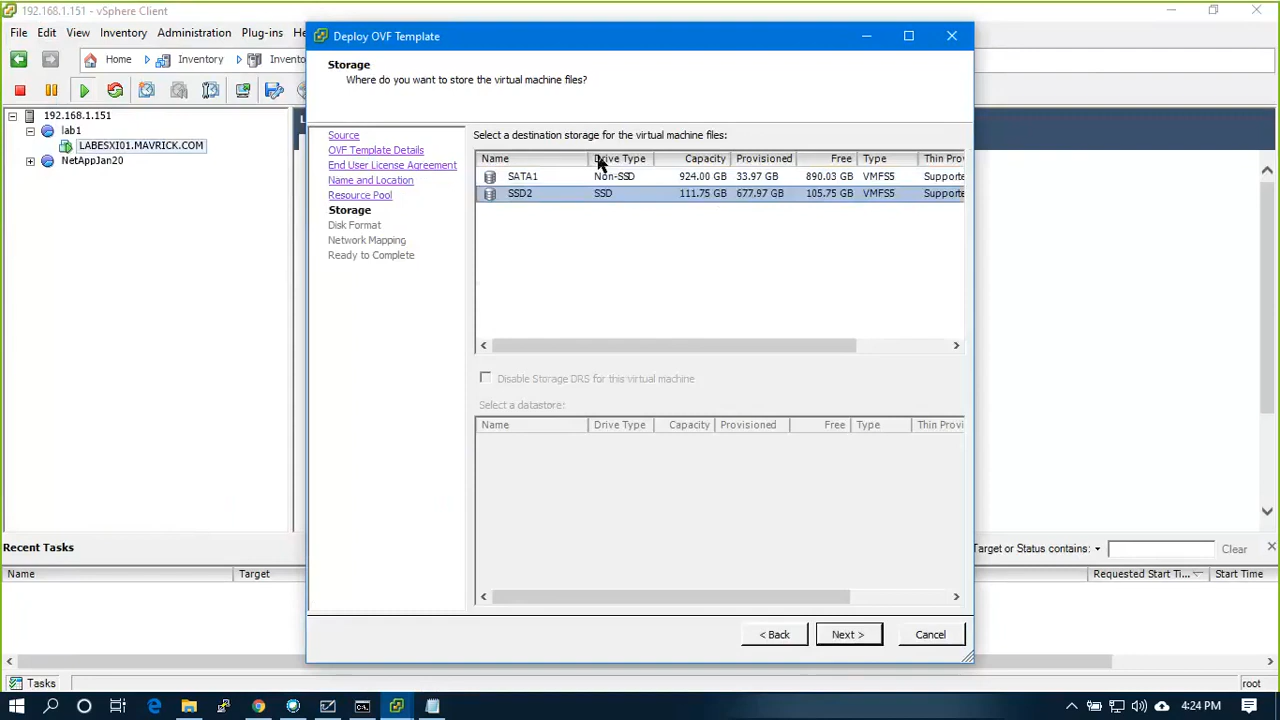 192.168.1.151 - vSphere Client
File Edit View Inventory Administration Plug-ins He
Home Inventory Invento
192.168.1.151
lab1
LABESXI01.MAVRICK.COM
NetAppJan20
Deploy OVF Template
Storage
Where do you want to store the virtual machine files?
Source
OVF Template Details
End User License Agreement
Name and Location
Resource Pool
Storage
Disk Format
Network Mapping
Ready to Complete
Select a destination storage for the virtual machine files:
Name Drive Type Capacity Provisioned Free Type Thin Pro
SATA1 Non-SSD 924.00 GB 33.97 GB 890.03 GB VMFS5 Supporte
SSD2 SSD 111.75 GB 677.97 GB 105.75 GB VMFS5 Supporte
Disable Storage DRS for this virtual machine
Select a datastore:
Name Drive Type Capacity Provisioned Free Type Thin Provi
< Back Next > Cancel
Recent Tasks
Target or Status contains: Clear
Name Target
Requested Start Ti... Start Time
Tasks
root
4:24 PM